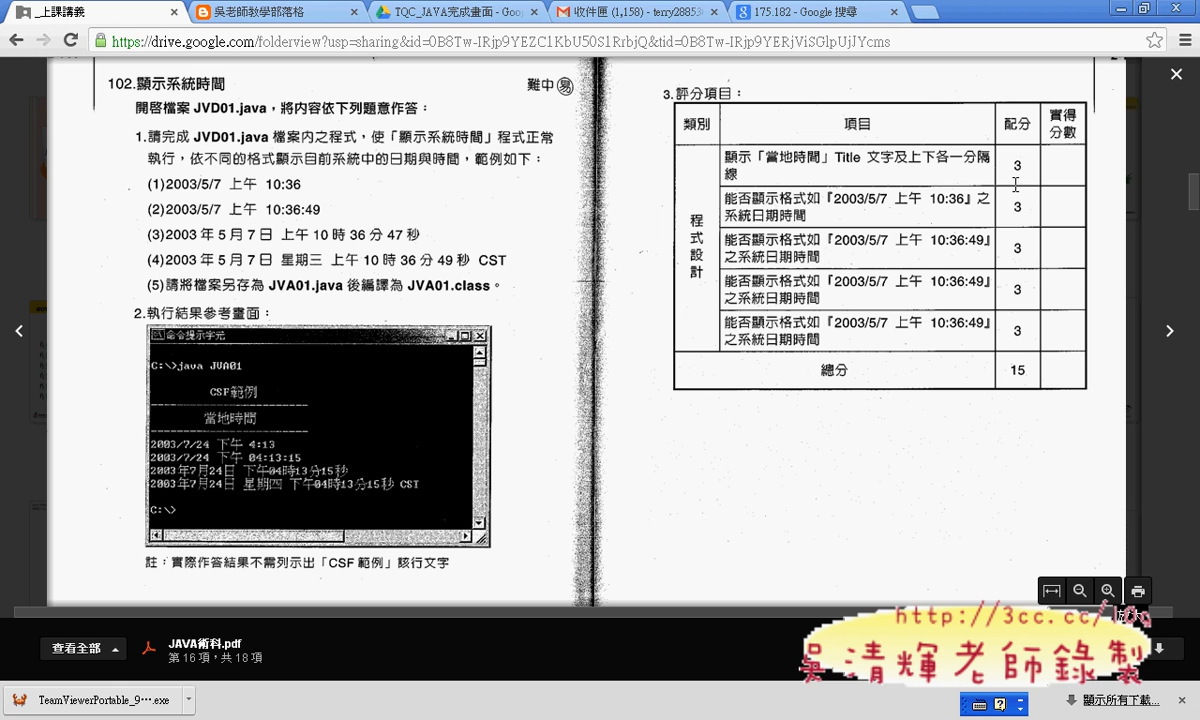 _上課講義
吳老師教學部落格
TQC_JAVA完成畫面 - Goo
收件匣 (1,158) - terry2885
175.182 - Google 搜尋
https://drive.google.com/folderview?usp=sharing&id=0B8Tw-IRjp9YEZC1KbU50S1RrbjQ&tid=0B8Tw-IRjp9YERjViSGlpUjJYcms
102.顯示系統時間
難中易
開啓檔案 JVD01.java，將內容依下列題意作答：
1.請完成 JVD01.java 檔案內之程式，使「顯示系統時間」程式正常
執行，依不同的格式顯示目前系統中的日期與時間，範例如下：
(1)2003/5/7 上午 10:36
(2)2003/5/7 上午 10:36:49
(3)2003 年 5 月 7 日 上午 10 時 36 分 47 秒
(4)2003 年 5 月 7 日 星期三 上午 10 時 36 分 49 秒 CST
(5)請將檔案另存為 JVA01.java 後編譯為 JVA01.class。
2.執行結果參考畫面：
命令提示字元
C:\>java JVA01
CSF範例
當地時間
2003/7/24 下午 4:13
2003/7/24 下午 04:13:15
2003年7月24日 下午04時13分15秒
2003年7月24日 星期四 下午04時13分15秒 CST
C:\>
註：實際作答結果不需列示出「CSF 範例」該行文字
3.評分項目：
類別 項目 配分 實得
分數
程式設計
顯示「當地時間」Title 文字及上下各一分隔
線 3
能否顯示格式如『2003/5/7 上午 10:36』之
系統日期時間 3
能否顯示格式如『2003/5/7 上午 10:36:49』
之系統日期時間 3
能否顯示格式如『2003/5/7 上午 10:36:49』
之系統日期時間 3
能否顯示格式如『2003/5/7 上午 10:36:49』
之系統日期時間 3
總分 15
查看全部
JAVA術科.pdf
第 16 項，共 18 項
http://3cc.cc/10q
吳清輝老師錄製
TeamViewerPortable_9….exe
顯示所有下載...